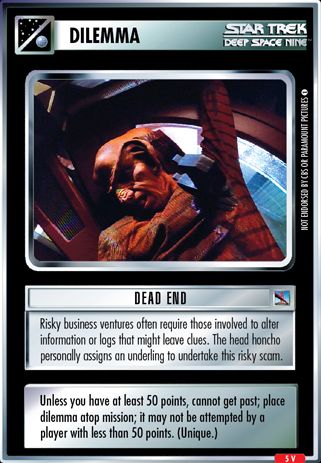 DILEMMA
STAR TREK
DEEP SPACE NINE
NOT ENDORSED BY CBS OR PARAMOUNT PICTURES
DEAD END
Risky business ventures often require those involved to alter
information or logs that might leave clues. The head honcho
personally assigns an underling to undertake this risky scam.
Unless you have at least 50 points, cannot get past; place
dilemma atop mission; it may not be attempted by a
player with less than 50 points. (Unique.)
5 V